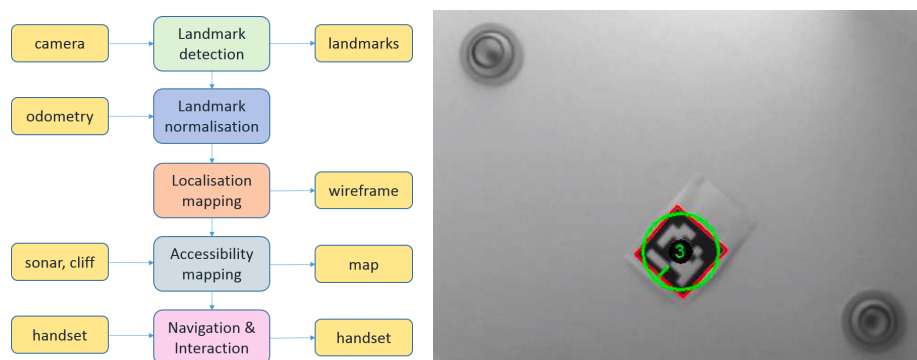 camera
Landmark
detection
landmarks
odometry
Landmark
normalisation
Localisation
mapping
wireframe
sonar, cliff
Accessibility
mapping
map
handset
Navigation &
Interaction
handset
3